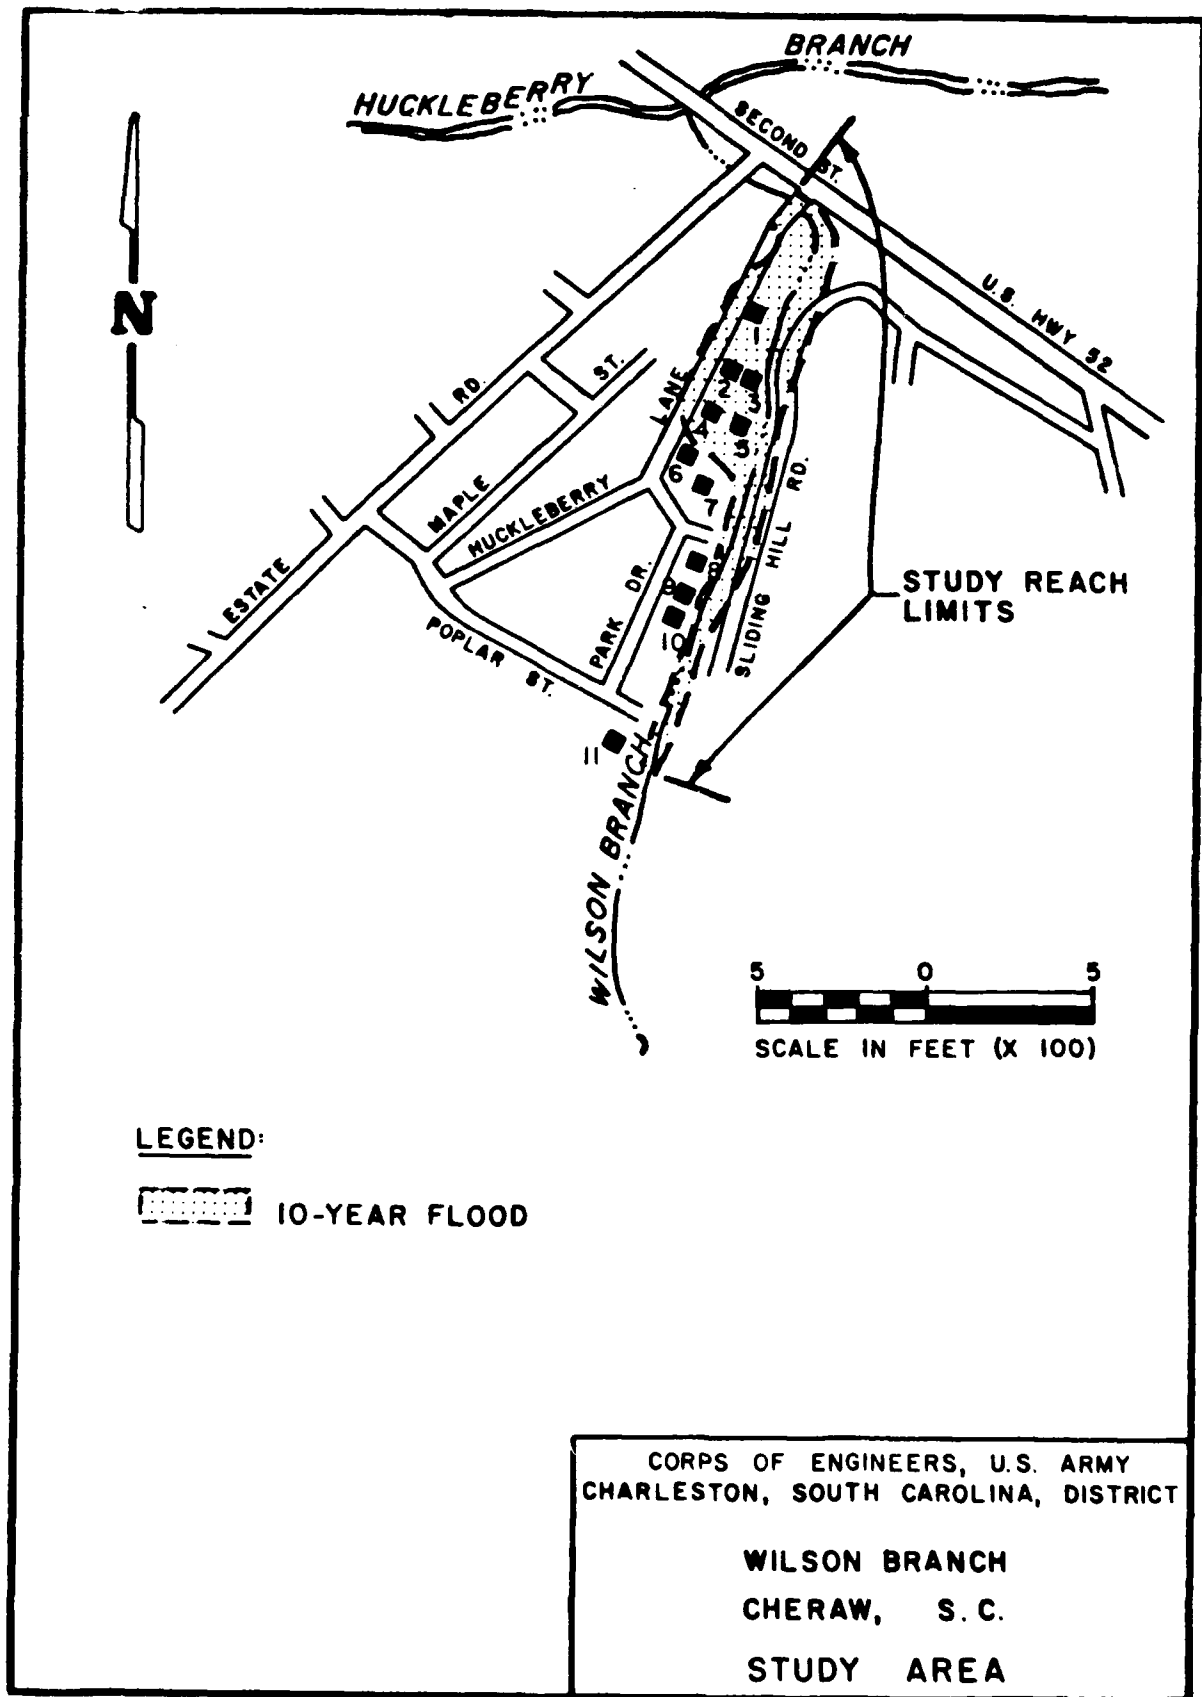 BRANCH
HUCKLEBERRY
SECOND ST.
U.S. HWY 52
N
ESTATE RD.
MAPLE ST.
HUCKLEBERRY LANE
POPLAR ST.
PARK DR.
SLIDING HILL RD.
1
2
3
4
5
6
7
8
9
10
11
STUDY REACH
LIMITS
WILSON BRANCH
5 0 5
SCALE IN FEET (X 100)
LEGEND:
10-YEAR FLOOD
CORPS OF ENGINEERS, U.S. ARMY
CHARLESTON, SOUTH CAROLINA, DISTRICT
WILSON BRANCH
CHERAW, S.C.
STUDY AREA